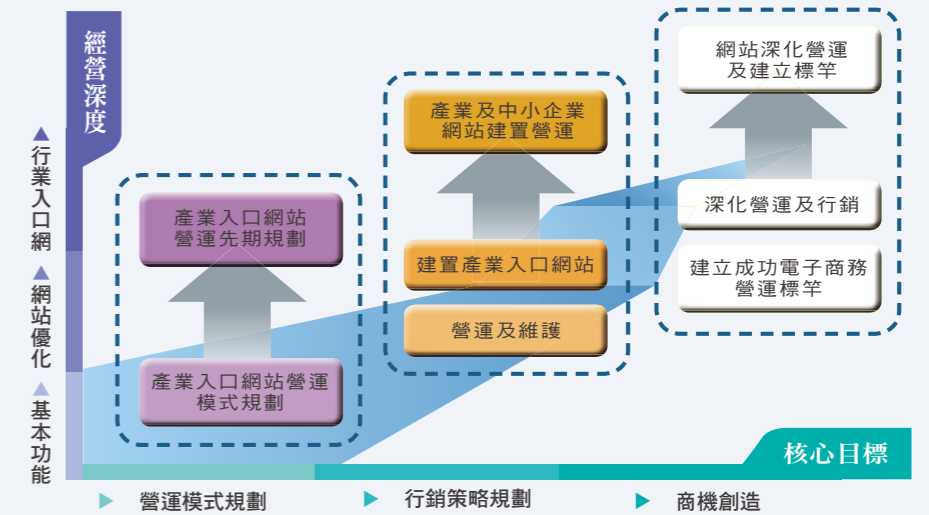 經營深度
▲行業入口網
▲網站優化
▲基本功能
產業入口網站
營運先期規劃
產業入口網站營運
模式規劃
產業及中小企業
網站建置營運
建置產業入口網站
營運及維護
網站深化營運
及建立標竿
深化營運及行銷
建立成功電子商務
營運標竿
核心目標
▶ 營運模式規劃
▶ 行銷策略規劃
▶ 商機創造